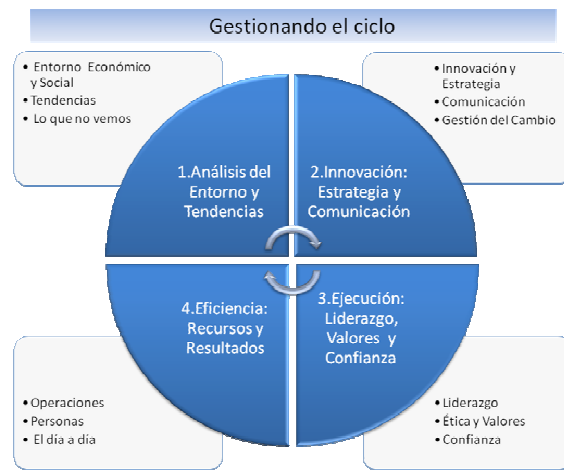 Gestionando el ciclo
• Entorno Económico
y Social
• Tendencias
• Lo que no vemos
• Innovación y
Estrategia
• Comunicación
• Gestión del Cambio
1.Análisis del
Entorno y
Tendencias
2.Innovación:
Estrategia y
Comunicación
4.Eficiencia:
Recursos y
Resultados
3.Ejecución:
Liderazgo,
Valores y
Confianza
• Operaciones
• Personas
• El día a día
• Liderazgo
• Ética y Valores
• Confianza